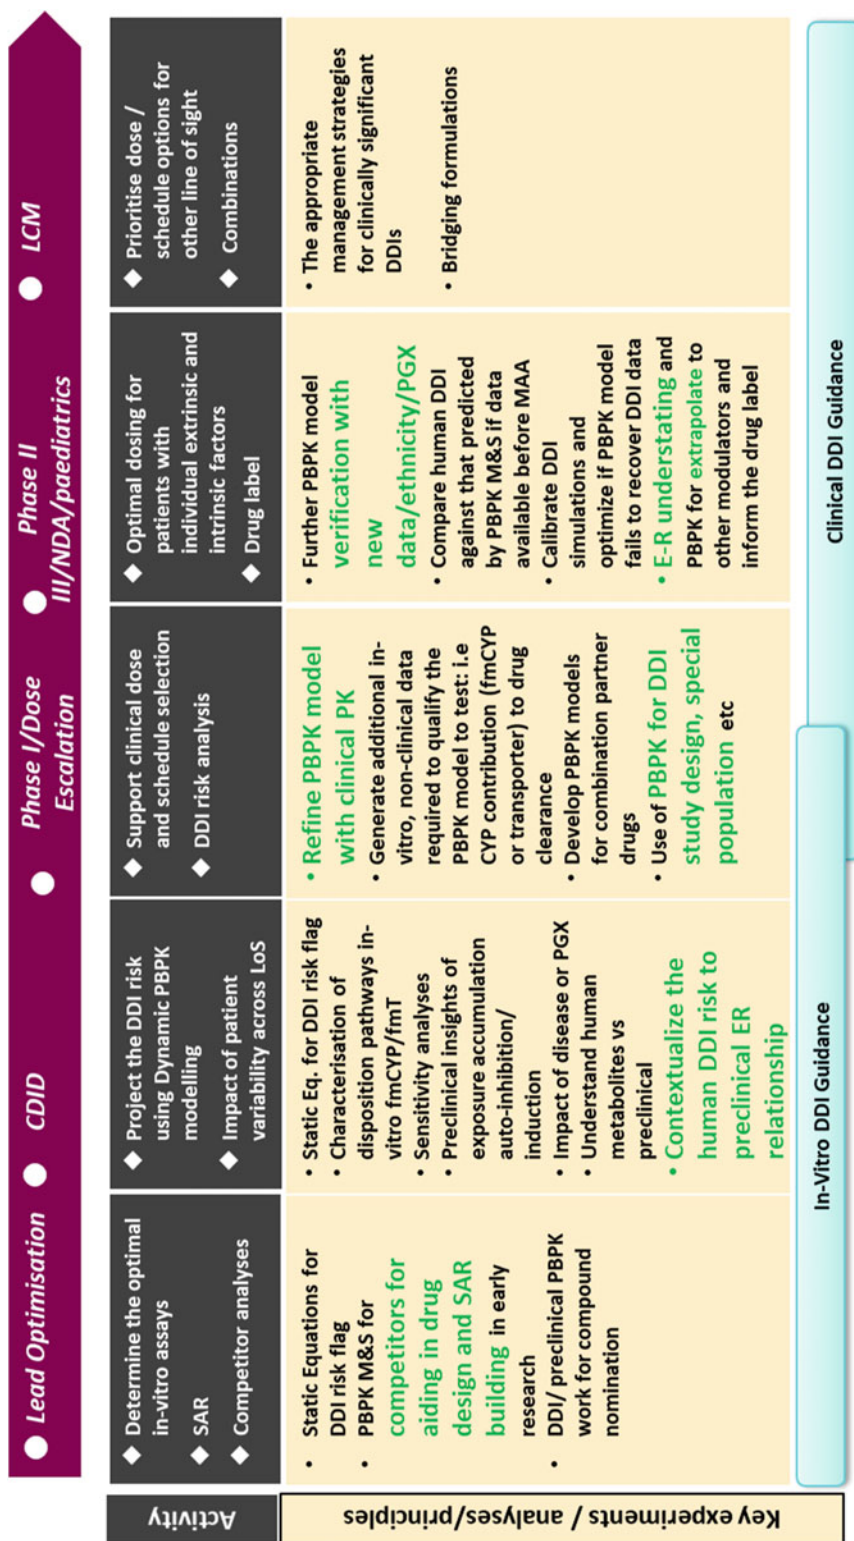 Lead Optimisation
CDID
Phase I/Dose
Escalation
Phase II
III/NDA/paediatrics
LCM
Activity
◆ Determine the optimal
in-vitro assays
◆ SAR
◆ Competitor analyses
◆ Project the DDI risk
using Dynamic PBPK
modelling
◆ Impact of patient
variability across LoS
◆ Support clinical dose
and schedule selection
◆ DDI risk analysis
◆ Optimal dosing for
patients with
individual extrinsic and
intrinsic factors
◆ Drug label
◆ Prioritise dose /
schedule options for
other line of sight
◆ Combinations
Key experiments / analyses/principles
• Static Equations for
DDI risk flag
• PBPK M&S for
competitors for
aiding in drug
design and SAR
building in early
research
• DDI/ preclinical PBPK
work for compound
nomination
• Static Eq. for DDI risk flag
• Characterisation of
disposition pathways in-
vitro fmCYP/fmT
• Sensitivity analyses
• Preclinical insights of
exposure accumulation
auto-inhibition/
induction
• Impact of disease or PGX
• Understand human
metabolites vs
preclinical
• Contextualize the
human DDI risk to
preclinical ER
relationship
• Refine PBPK model
with clinical PK
• Generate additional in-
vitro, non-clinical data
required to qualify the
PBPK model to test: i.e
CYP contribution (fmCYP
or transporter) to drug
clearance
• Develop PBPK models
for combination partner
drugs
• Use of PBPK for DDI
study design, special
population etc
• Further PBPK model
verification with
new
data/ethnicity/PGX
• Compare human DDI
against that predicted
by PBPK M&S if data
available before MAA
• Calibrate DDI
simulations and
optimize if PBPK model
fails to recover DDI data
• E-R understating and
PBPK for extrapolate to
other modulators and
inform the drug label
• The appropriate
management strategies
for clinically significant
DDIs
• Bridging formulations
In-Vitro DDI Guidance
Clinical DDI Guidance